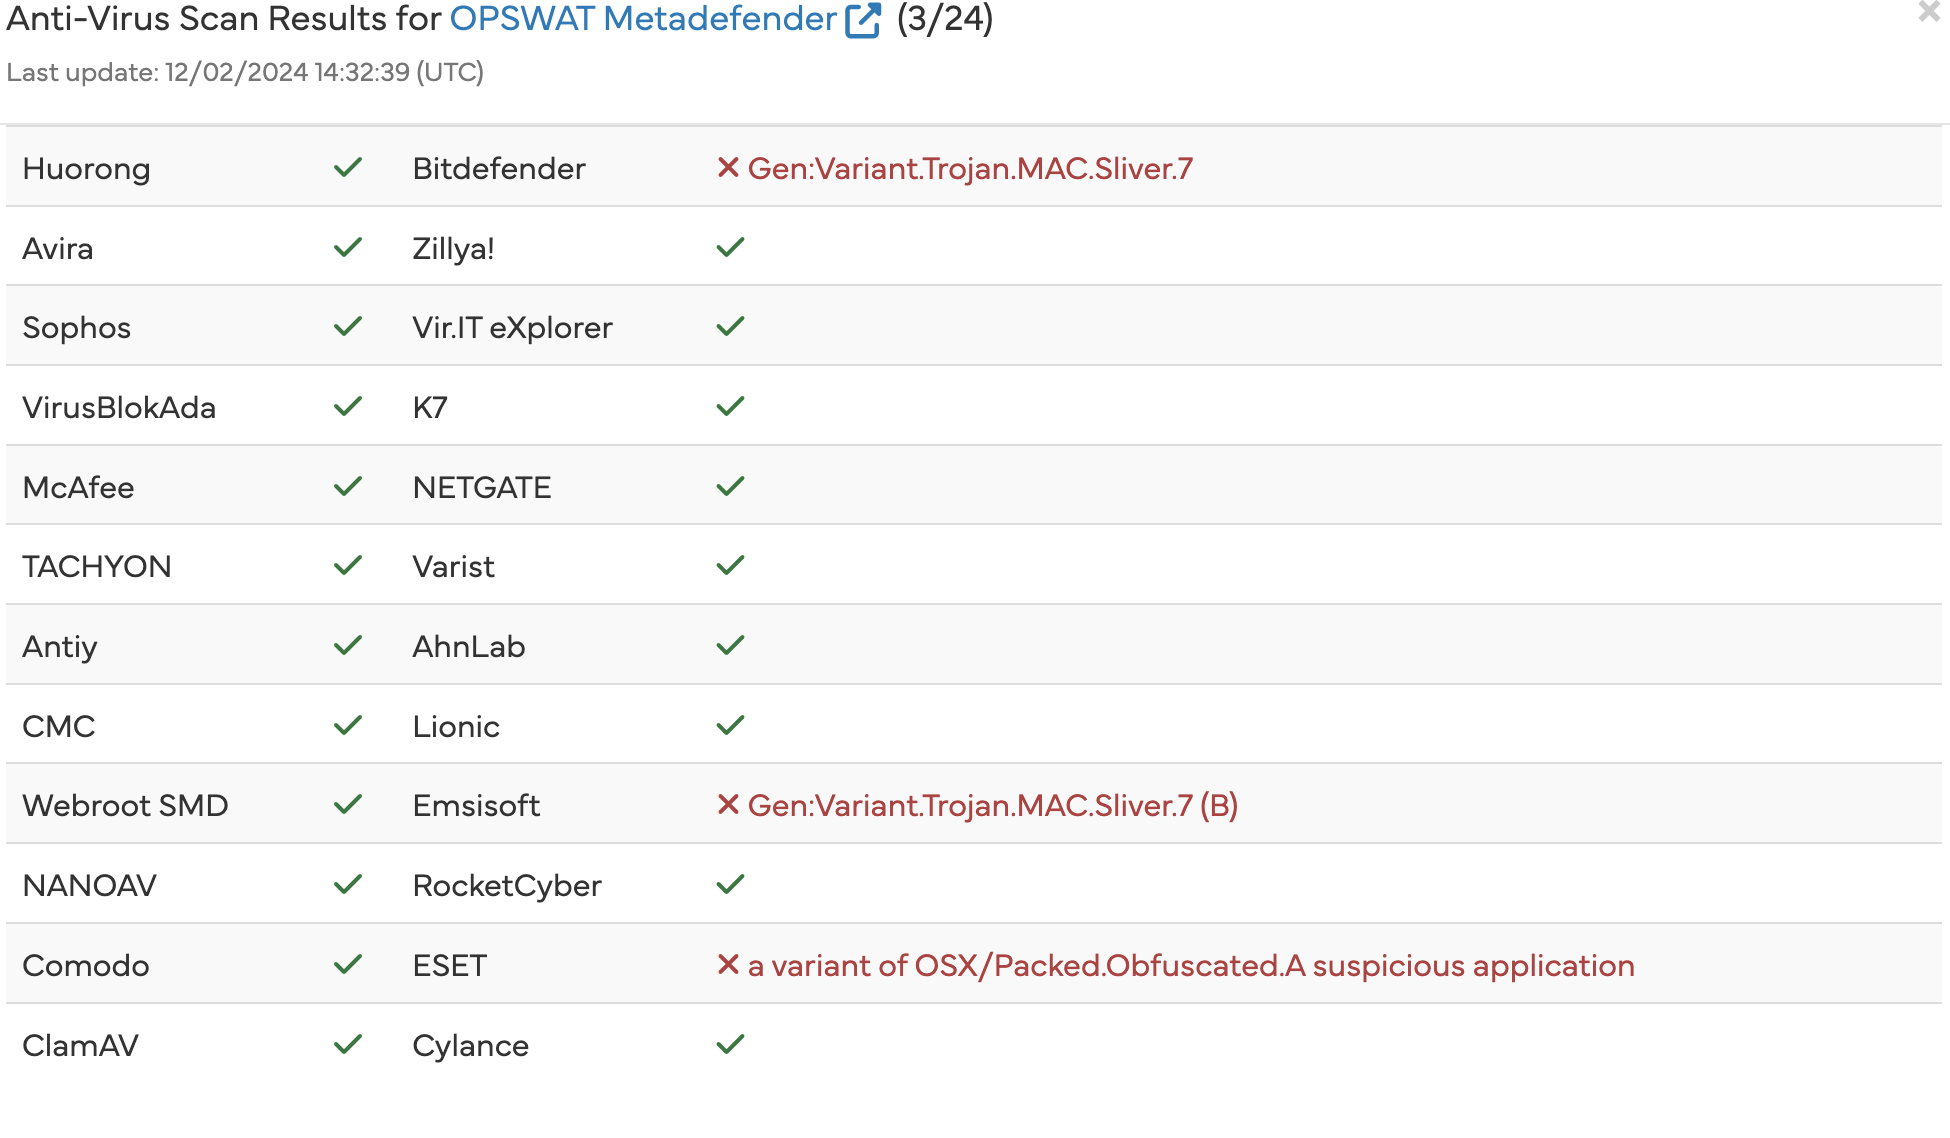 Anti-Virus Scan Results for OPSWAT Metadefender (3/24)
Last update: 12/02/2024 14:32:39 (UTC)
Huorong ✓ Bitdefender ✕ Gen:Variant.Trojan.MAC.Sliver.7
Avira ✓ Zillya! ✓
Sophos ✓ Vir.IT eXplorer ✓
VirusBlokAda ✓ K7 ✓
McAfee ✓ NETGATE ✓
TACHYON ✓ Varist ✓
Antiy ✓ AhnLab ✓
CMC ✓ Lionic ✓
Webroot SMD ✓ Emsisoft ✕ Gen:Variant.Trojan.MAC.Sliver.7 (B)
NANOAV ✓ RocketCyber ✓
Comodo ✓ ESET ✕ a variant of OSX/Packed.Obfuscated.A suspicious application
ClamAV ✓ Cylance ✓